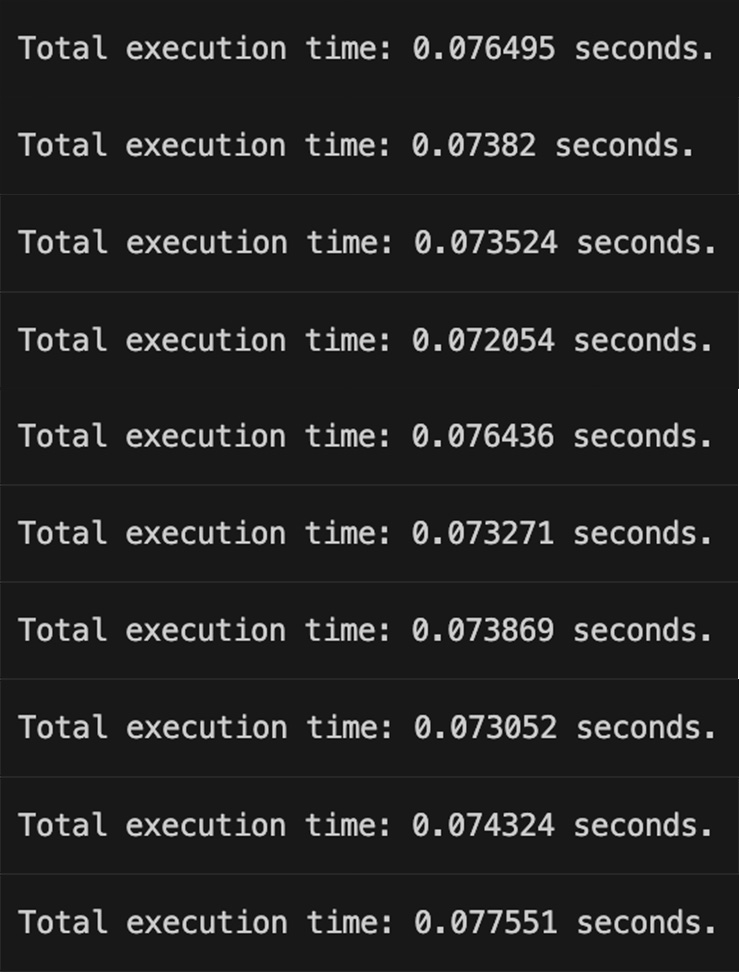 Total execution time: 0.076495 seconds.
Total execution time: 0.07382 seconds.
Total execution time: 0.073524 seconds.
Total execution time: 0.072054 seconds.
Total execution time: 0.076436 seconds.
Total execution time: 0.073271 seconds.
Total execution time: 0.073869 seconds.
Total execution time: 0.073052 seconds.
Total execution time: 0.074324 seconds.
Total execution time: 0.077551 seconds.